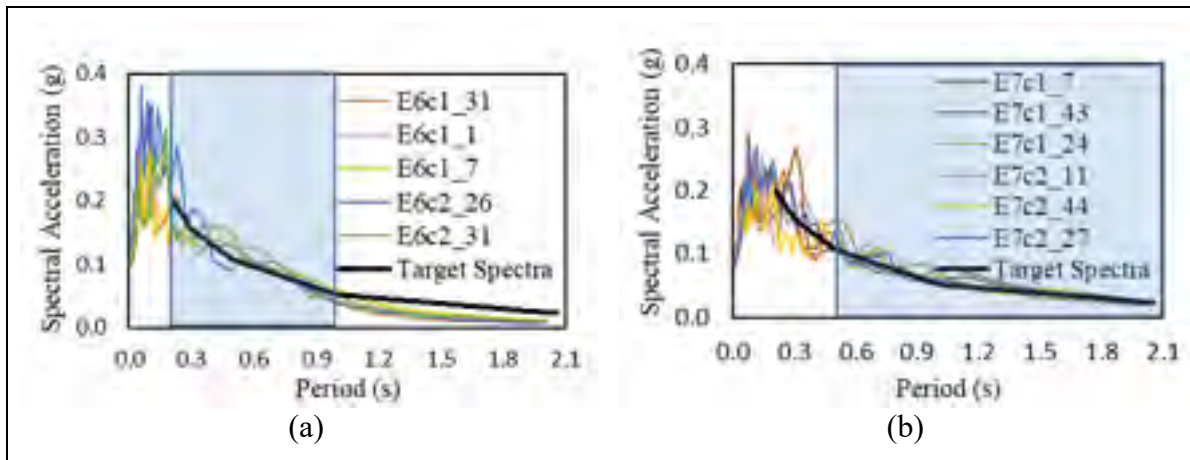 Spectral Acceleration (g)
0.4
0.3
0.2
0.1
0.0
0.0 0.3 0.6 0.9 1.2 1.5 1.8 2.1
Period (s)
E6c1_31
E6c1_1
E6c1_7
E6c2_26
E6c2_31
Target Spectra
(a)
Spectral Acceleration (g)
0.4
0.3
0.2
0.1
0.0
0.0 0.3 0.6 0.9 1.2 1.5 1.8 2.1
Period (s)
E7c1_7
E7c1_43
E7c1_24
E7c2_11
E7c2_44
E7c2_27
Target Spectra
(b)